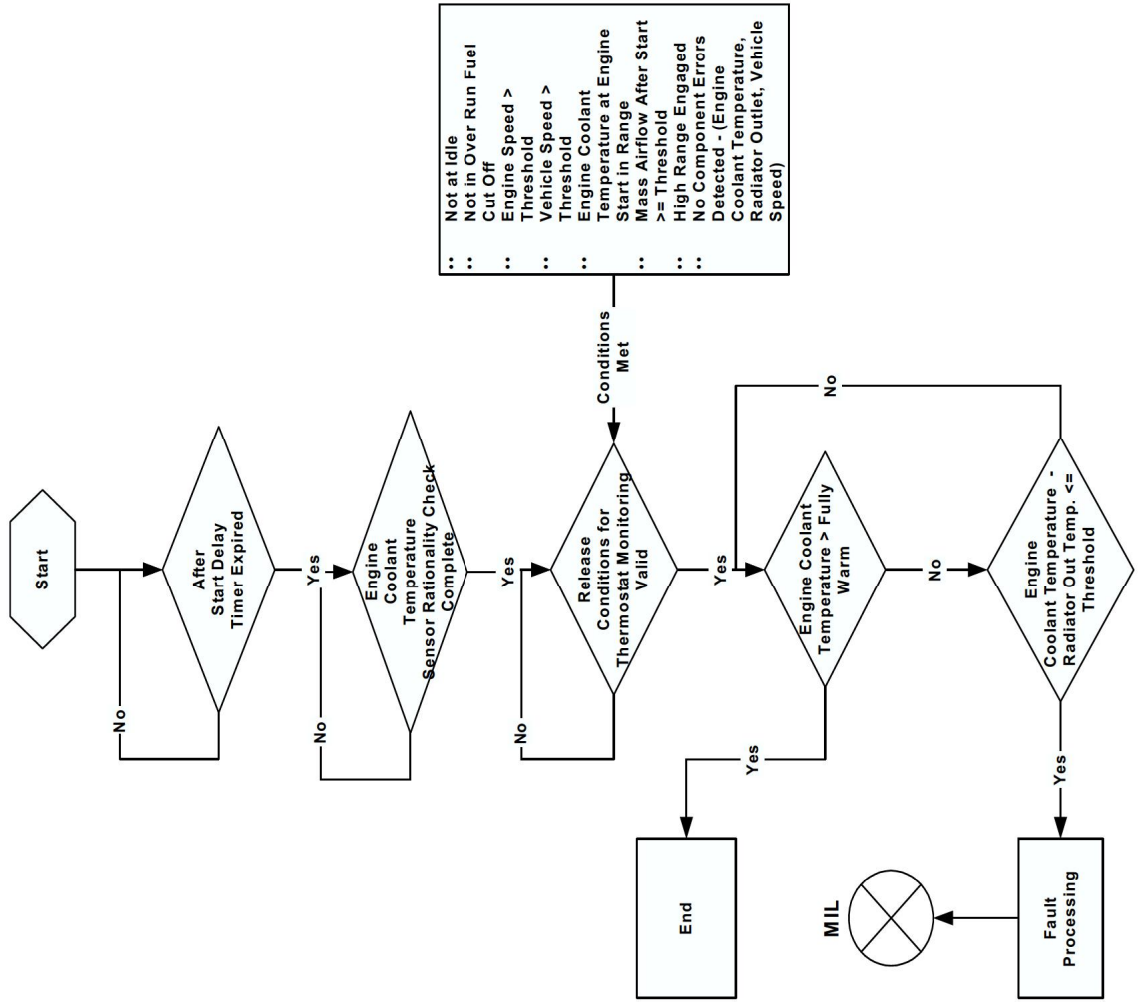 Start
After
Start Delay
Timer Expired
No
Yes
Engine
Coolant
Temperature
Sensor Rationality Check
Complete
No
Yes
Release
Conditions for
Thermostat Monitoring
Valid
No
Conditions
Met
:: Not at Idle
:: Not in Over Run Fuel
Cut Off
:: Engine Speed >
Threshold
:: Vehicle Speed >
Threshold
:: Engine Coolant
Temperature at Engine
Start in Range
:: Mass Airflow After Start
>= Threshold
:: High Range Engaged
:: No Component Errors
Detected - (Engine
Coolant Temperature,
Radiator Outlet, Vehicle
Speed)
Yes
Engine Coolant
Temperature > Fully
Warm
Yes
End
No
Engine
Coolant Temperature -
Radiator Out Temp. <=
Threshold
No
Yes
Fault
Processing
MIL